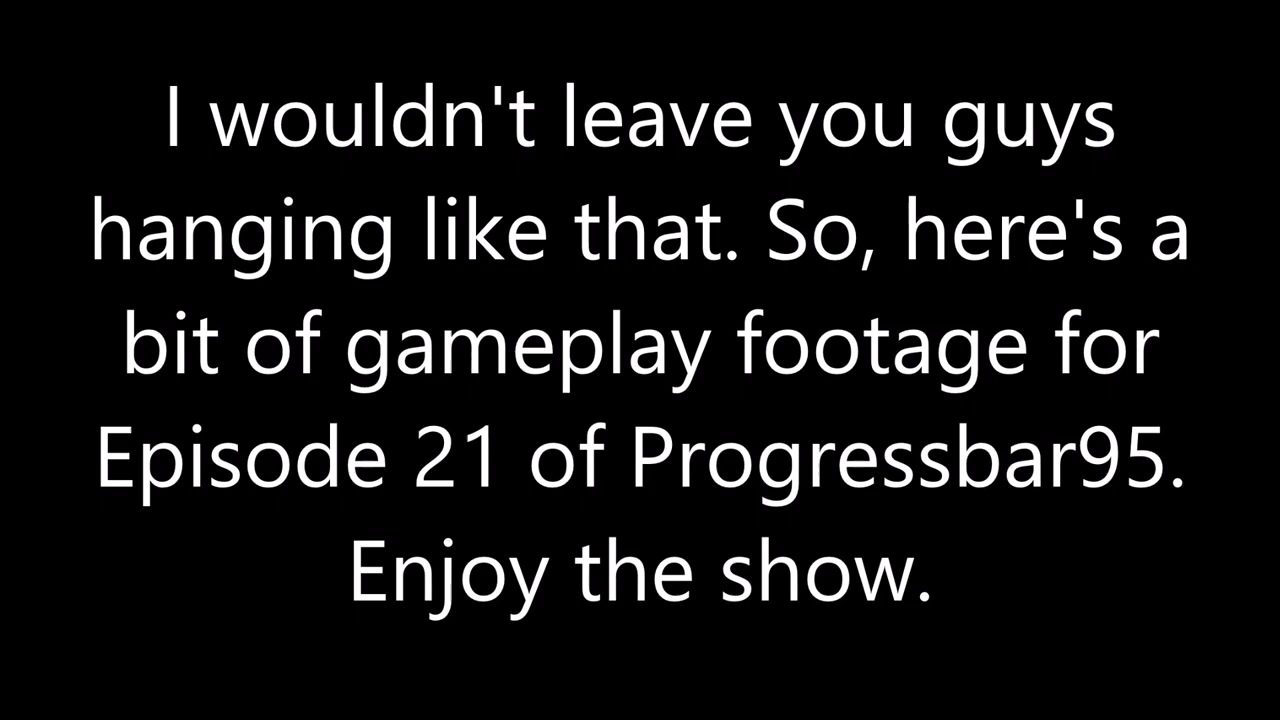 I wouldn't leave you guys
hanging like that. So, here's a
bit of gameplay footage for
Episode 21 of Progressbar95.
Enjoy the show.